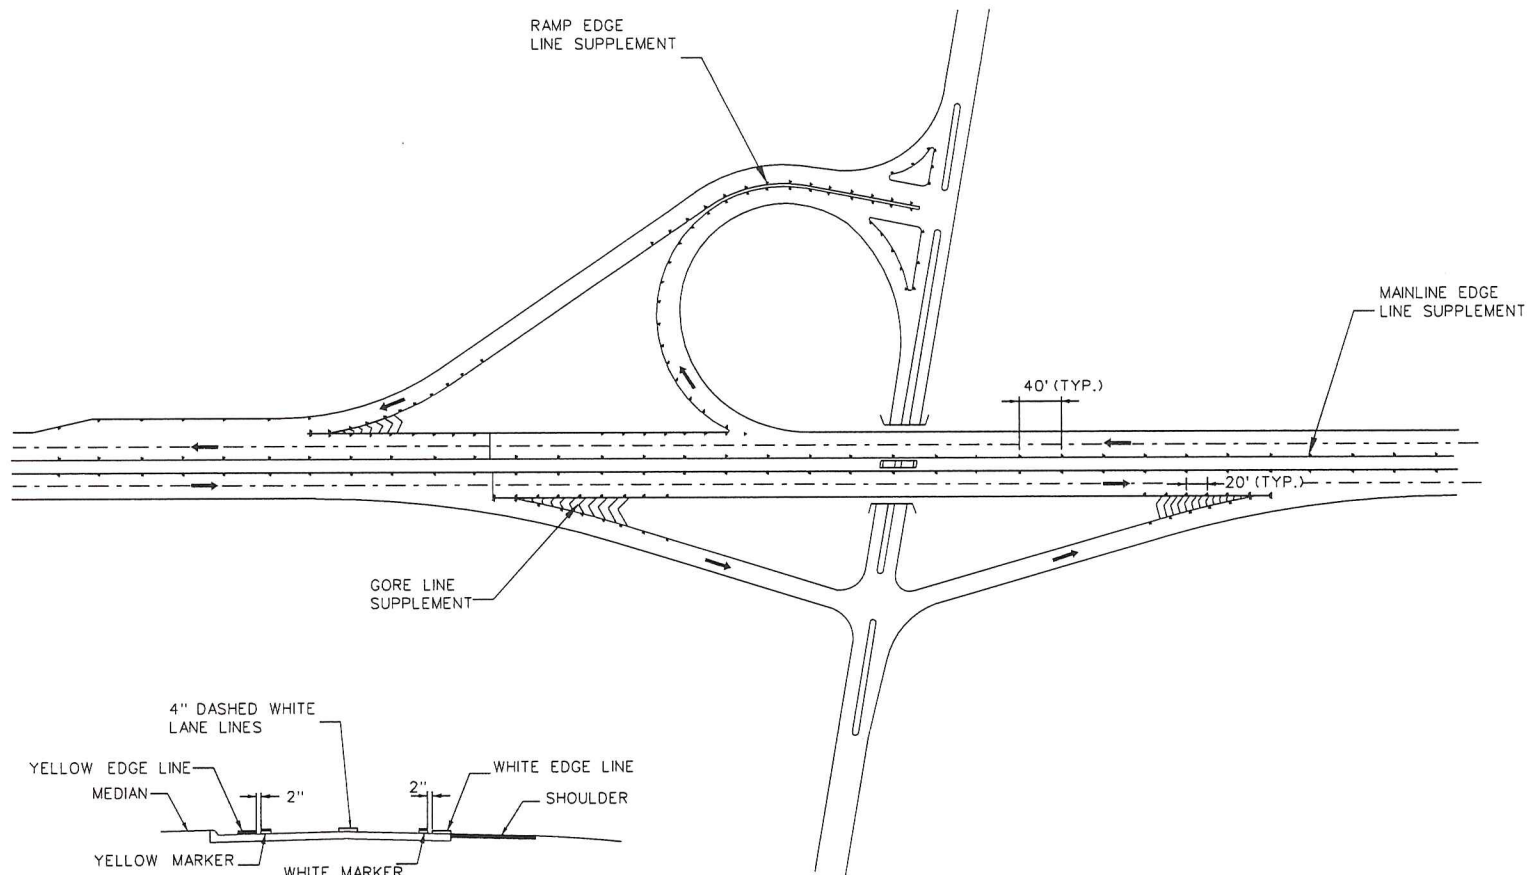 RAMP EDGE
LINE SUPPLEMENT
MAINLINE EDGE
LINE SUPPLEMENT
40' (TYP.)
20' (TYP.)
GORE LINE
SUPPLEMENT
4" DASHED WHITE
LANE LINES
YELLOW EDGE LINE
MEDIAN
2"
2"
WHITE EDGE LINE
SHOULDER
YELLOW MARKER
WHITE MARKER